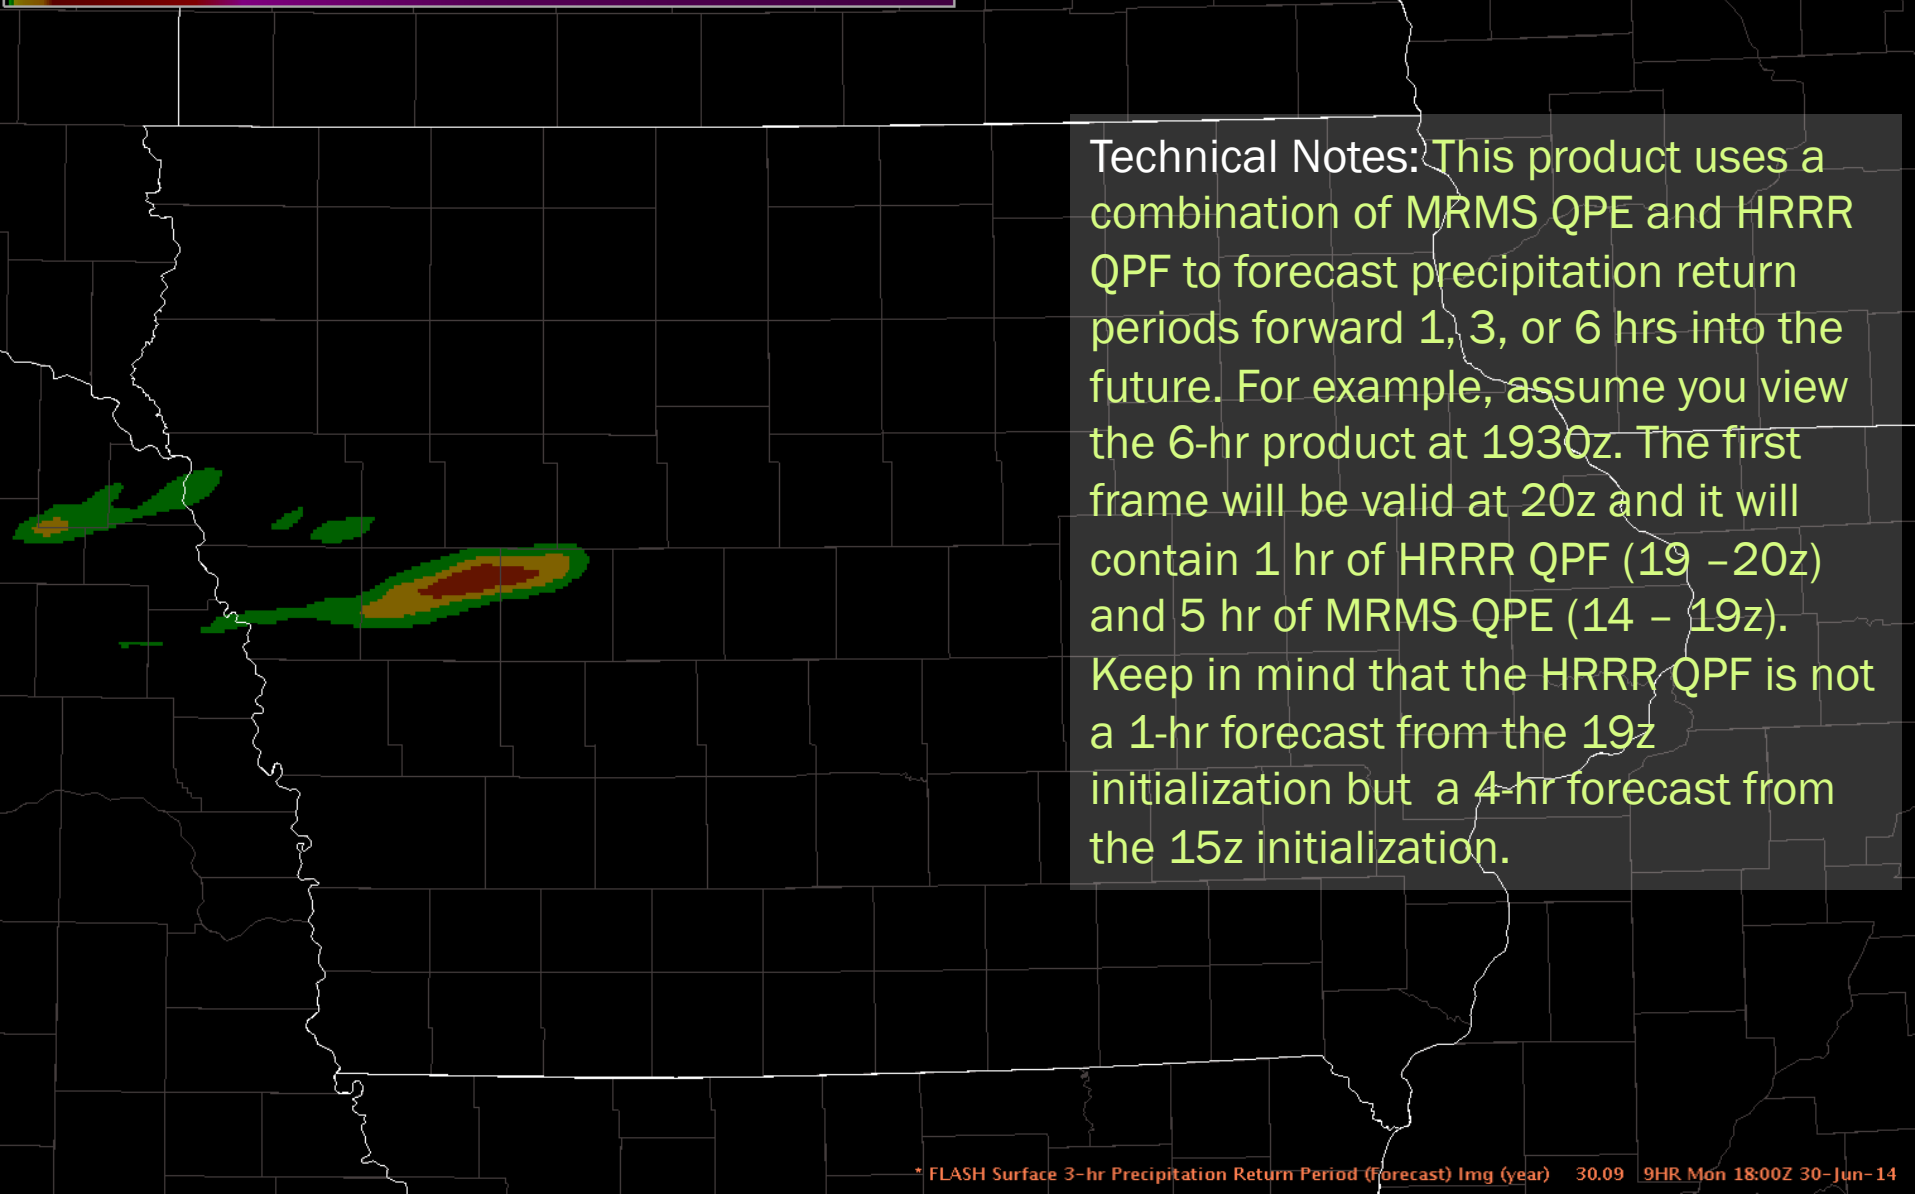 Technical Notes: This product uses a
combination of MRMS QPE and HRRR
QPF to forecast precipitation return
periods forward 1, 3, or 6 hrs into the
future. For example, assume you view
the 6-hr product at 1930z. The first
frame will be valid at 20z and it will
contain 1 hr of HRRR QPF (19 –20z)
and 5 hr of MRMS QPE (14 – 19z).
Keep in mind that the HRRR QPF is not
a 1-hr forecast from the 19z
initialization but  a 4-hr forecast from
the 15z initialization.
* FLASH Surface 3-hr Precipitation Return Period (Forecast) Img (year)    30.09   9HR Mon 18:00Z 30-Jun-14